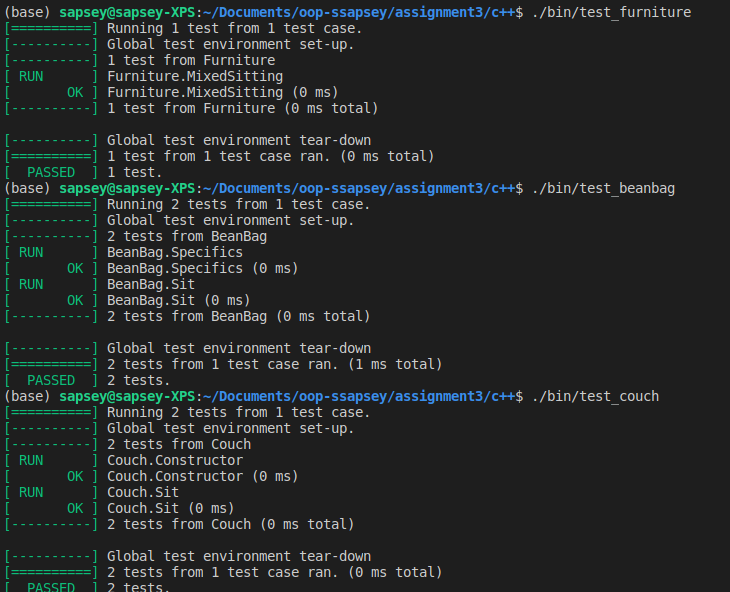 (base) sapsey@sapsey-XPS:~/Documents/oop-ssapsey/assignment3/c++$ ./bin/test_furniture
[==========] Running 1 test from 1 test case.
[----------] Global test environment set-up.
[----------] 1 test from Furniture
[ RUN      ] Furniture.MixedSitting
[       OK ] Furniture.MixedSitting (0 ms)
[----------] 1 test from Furniture (0 ms total)

[----------] Global test environment tear-down
[==========] 1 test from 1 test case ran. (0 ms total)
[  PASSED  ] 1 test.
(base) sapsey@sapsey-XPS:~/Documents/oop-ssapsey/assignment3/c++$ ./bin/test_beanbag
[==========] Running 2 tests from 1 test case.
[----------] Global test environment set-up.
[----------] 2 tests from BeanBag
[ RUN      ] BeanBag.Specifics
[       OK ] BeanBag.Specifics (0 ms)
[ RUN      ] BeanBag.Sit
[       OK ] BeanBag.Sit (0 ms)
[----------] 2 tests from BeanBag (0 ms total)

[----------] Global test environment tear-down
[==========] 2 tests from 1 test case ran. (1 ms total)
[  PASSED  ] 2 tests.
(base) sapsey@sapsey-XPS:~/Documents/oop-ssapsey/assignment3/c++$ ./bin/test_couch
[==========] Running 2 tests from 1 test case.
[----------] Global test environment set-up.
[----------] 2 tests from Couch
[ RUN      ] Couch.Constructor
[       OK ] Couch.Constructor (0 ms)
[ RUN      ] Couch.Sit
[       OK ] Couch.Sit (0 ms)
[----------] 2 tests from Couch (0 ms total)

[----------] Global test environment tear-down
[==========] 2 tests from 1 test case ran. (0 ms total)
[  PASSED  ] 2 tests.